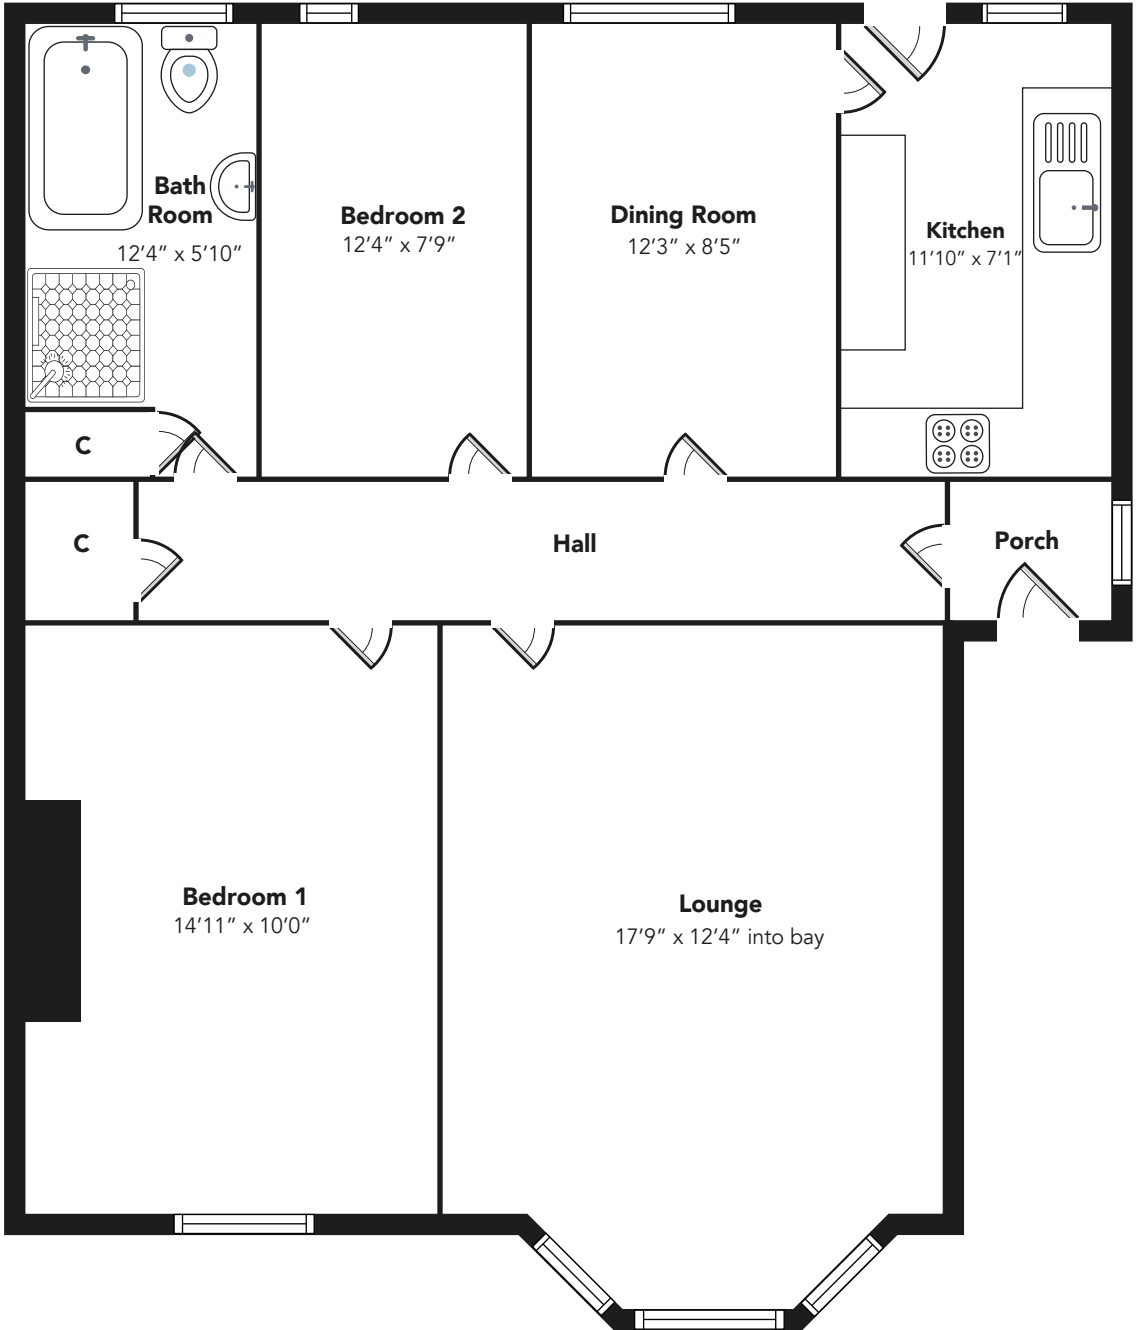 Bath
Room
12’4” x 5’10”
Bedroom 2
12’4” x 7’9”
Dining Room
12’3” x 8’5”
Kitchen
11’10” x 7’1”
C
C
Hall
Porch
Bedroom 1
14’11” x 10’0”
Lounge
17’9” x 12’4” into bay